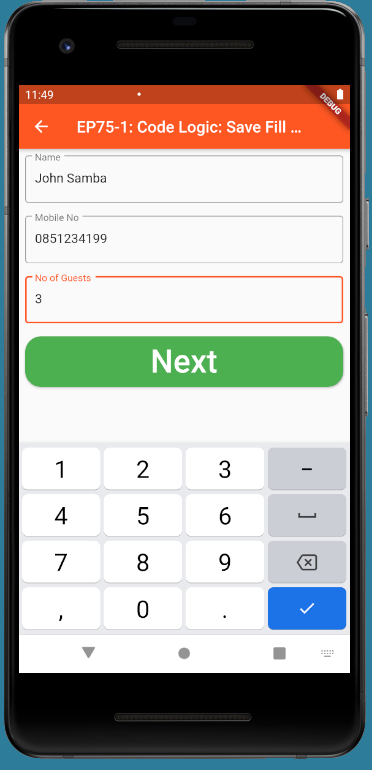 11:49
DEBUG
EP75-1: Code Logic: Save Fill ...
Name
John Samba
Mobile No
0851234199
No of Guests
3
Next
1 2 3 –
4 5 6
7 8 9
, 0 .